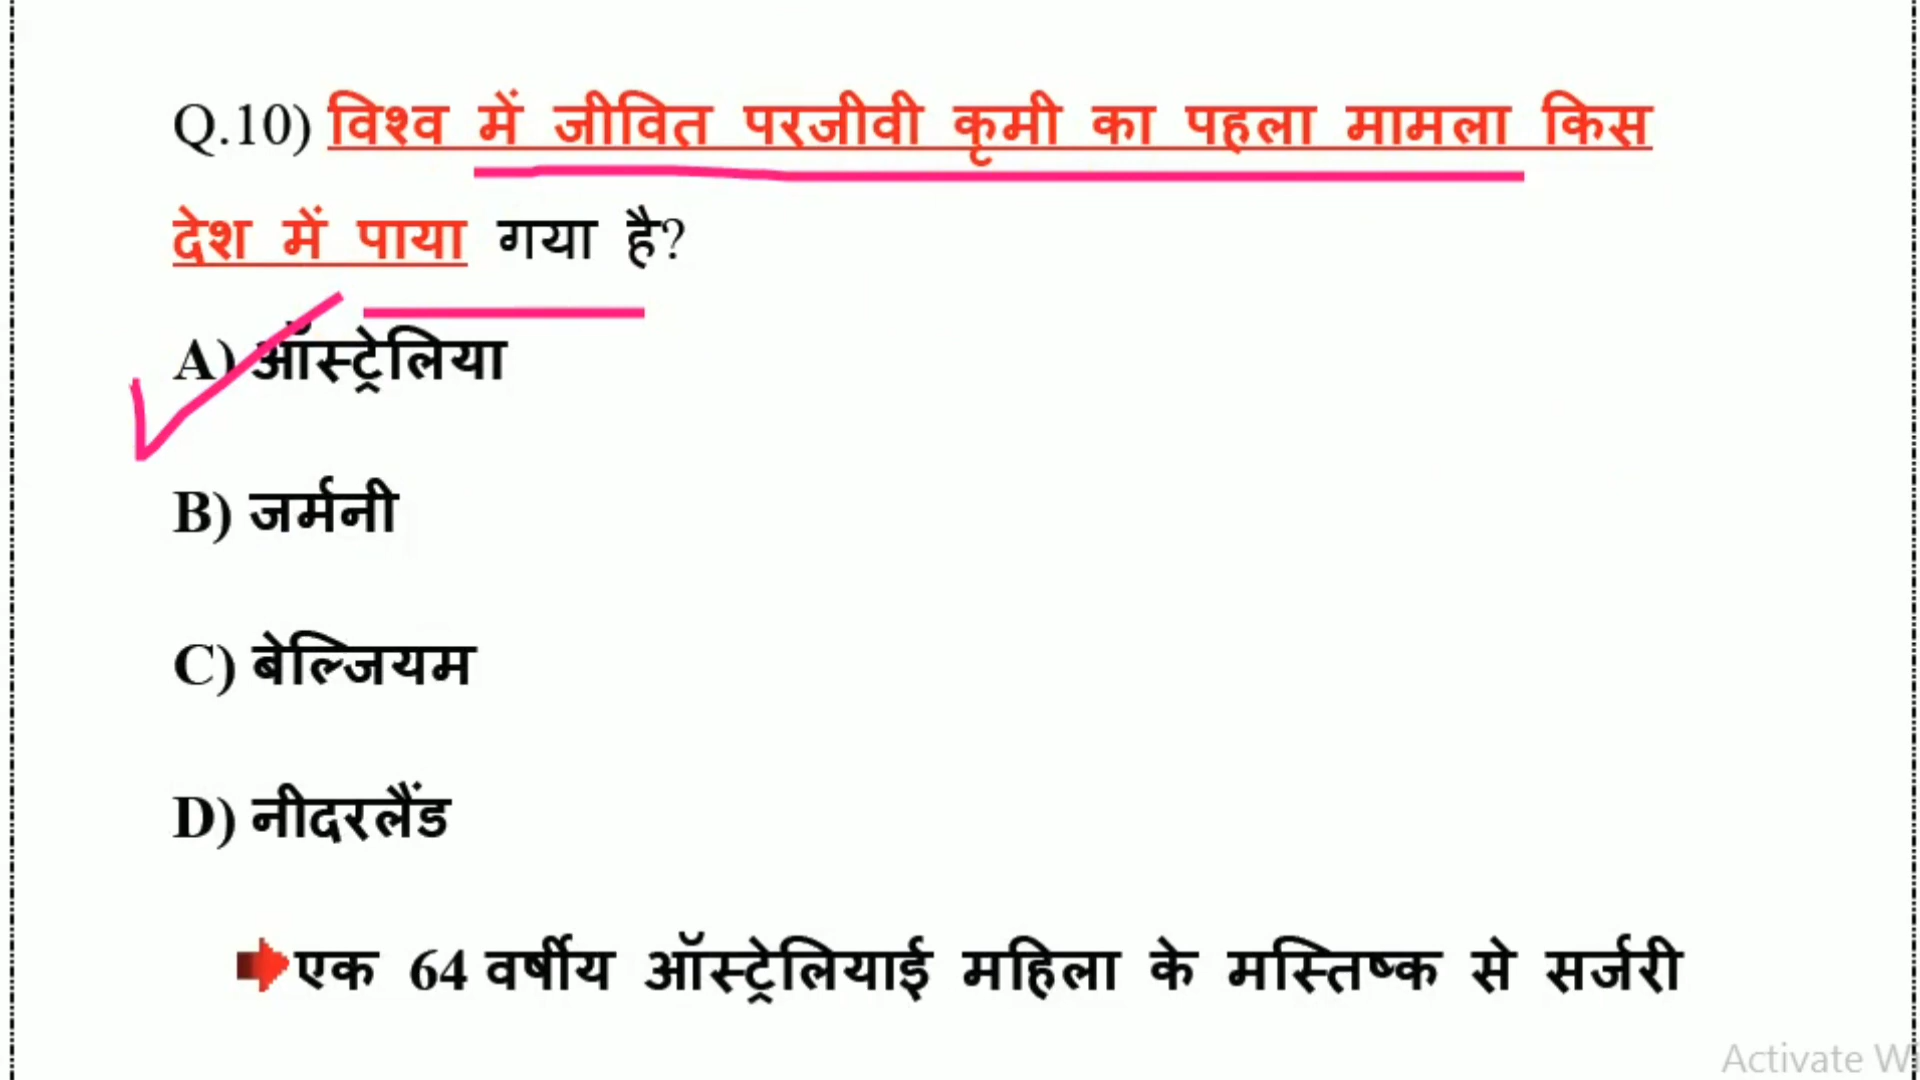 Q.10) विश्व में जीवित परजीवी कृमी का पहला मामला किस
देश में पाया गया है?
A) ऑस्ट्रेलिया
B) जर्मनी
C) बेल्जियम
D) नीदरलैंड
एक 64 वर्षीय ऑस्ट्रेलियाई महिला के मस्तिष्क से सर्जरी
Activate